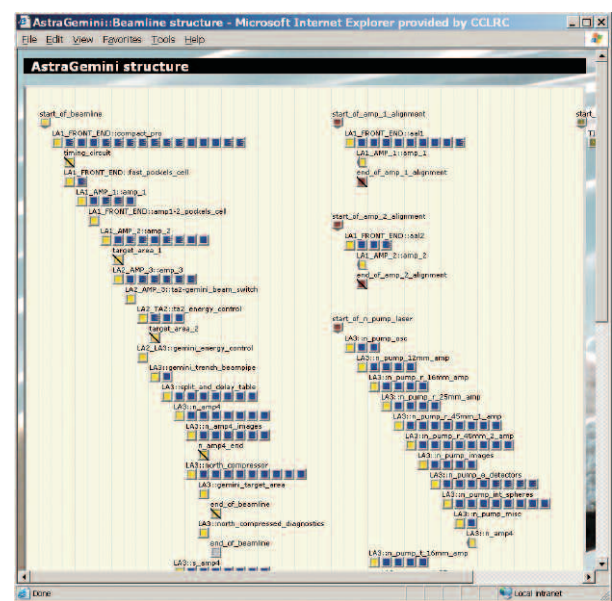 AstraGemini::Beamline structure - Microsoft Internet Explorer provided by CCLRC
File Edit View Favorites Tools Help
AstraGemini structure
start_of_beamline
LA1_FRONT_END::compact_pro
timing_circuit
LA1_FRONT_END::fast_pockels_cell
LA1_AMP_1::amp_1
LA1_FRONT_END::amp1-2_pockels_cell
LA1_AMP_2::amp_2
target_area_1
LA2_AMP_3::amp_3
LA2_AMP_3::ta2-gemini_beam_switch
LA2_TA2::ta2_energy_control
target_area_2
LA2_LA3::gemini_energy_control
LA3::gemini_trench_beampipe
LA3::split_and_delay_table
LA3::n_amp4
LA3::n_amp4_images
n_amp4_end
LA3::north_compressor
LA3::gemini_target_area
end_of_beamline
LA3::north_compressed_diagnostics
end_of_beamline
LA3::s_amp4
start_of_amp_1_alignment
LA1_FRONT_END::aal1
LA1_AMP_1::amp_1
end_of_amp_1_alignment
start_of_amp_2_alignment
LA1_FRONT_END::aal2
LA1_AMP_2::amp_2
end_of_amp_2_alignment
start_of_n_pump_laser
LA3::n_pump_osc
LA3::n_pump_12mm_amp
LA3::n_pump_r_16mm_amp
LA3::n_pump_r_25mm_amp
LA3::n_pump_r_45mm_1_amp
LA3::n_pump_r_45mm_2_amp
LA3::n_pump_images
LA3::n_pump_e_detectors
LA3::n_pump_int_spheres
LA3::n_pump_misc
LA3::n_amp4
LA3::n_pump_t_16mm_amp
start_
Done
Local intranet